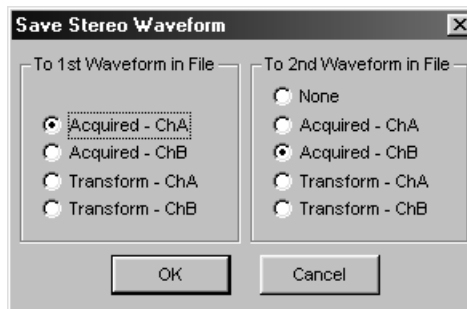 Save Stereo Waveform
To 1st Waveform in File
Acquired - ChA
Acquired - ChB
Transform - ChA
Transform - ChB
To 2nd Waveform in File
None
Acquired - ChA
Acquired - ChB
Transform - ChA
Transform - ChB
OK
Cancel